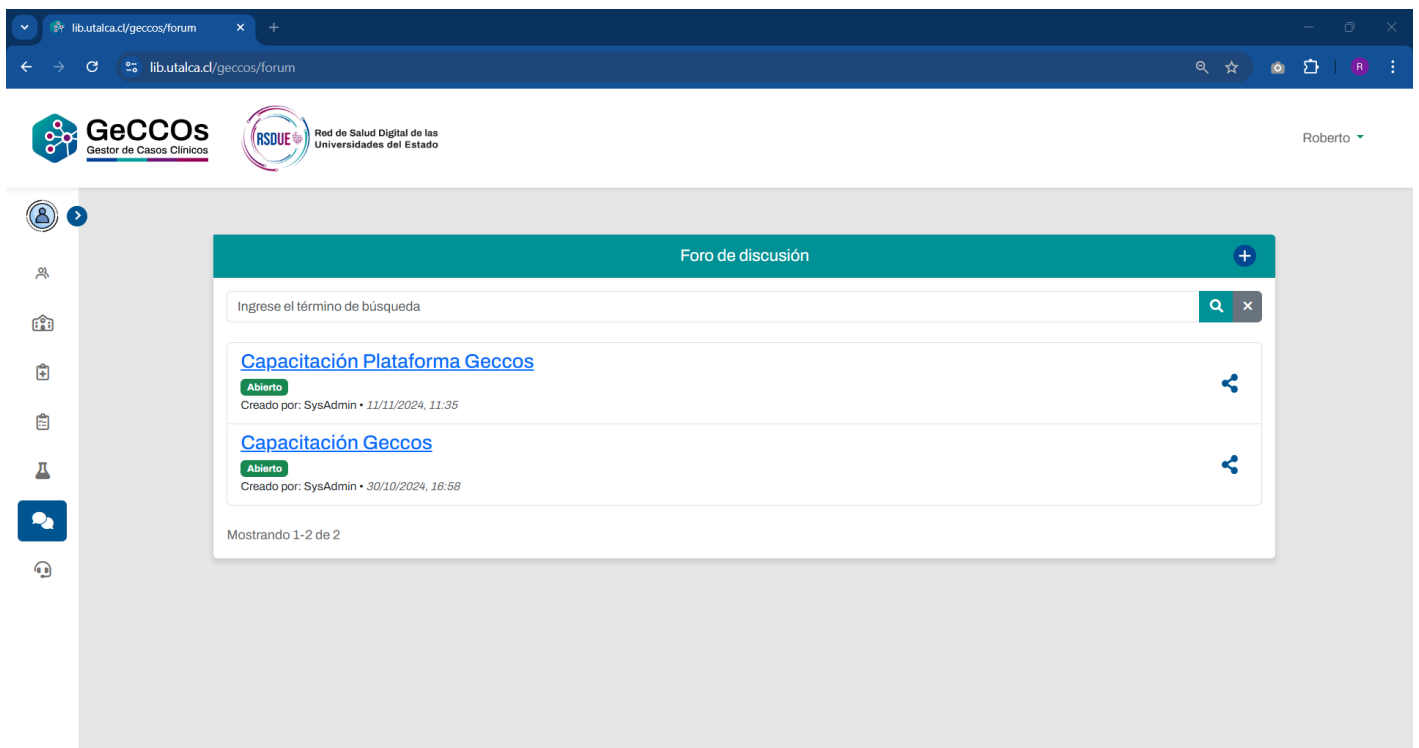 lib.utalca.cl/geccos/forum
lib.utalca.cl/geccos/forum
R
GeCCOs
Gestor de Casos Clínicos
RSDUE
Red de Salud Digital de las
Universidades del Estado
Roberto
Foro de discusión
Ingrese el término de búsqueda
Capacitación Plataforma Geccos
Abierto
Creado por: SysAdmin • 11/11/2024, 11:35
Capacitación Geccos
Abierto
Creado por: SysAdmin • 30/10/2024, 16:58
Mostrando 1-2 de 2